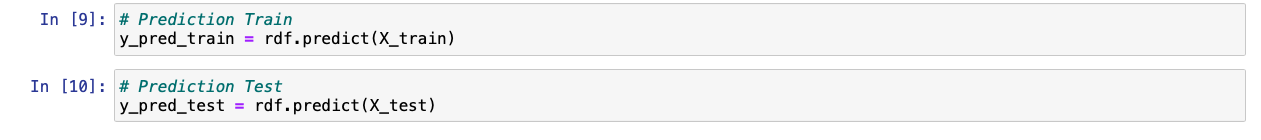 In [9]: # Prediction Train
y_pred_train = rdf.predict(X_train)
In [10]: # Prediction Test
y_pred_test = rdf.predict(X_test)